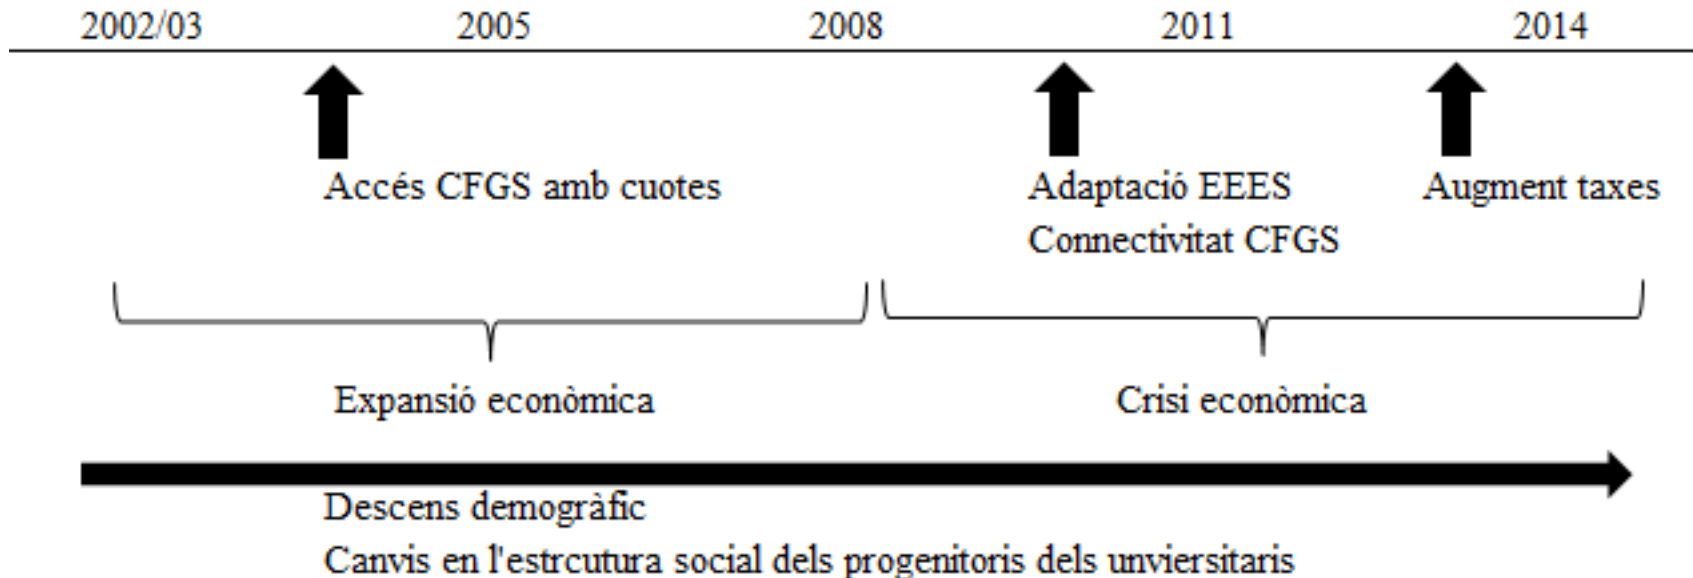 2002/03 2005 2008 2011 2014
Accés CFGS amb cuotes
Adaptació EEES
Connectivitat CFGS
Augment taxes
Expansió econòmica
Crisi econòmica
Descens demogràfic
Canvis en l'estrcutura social dels progenitoris dels unviersitaris